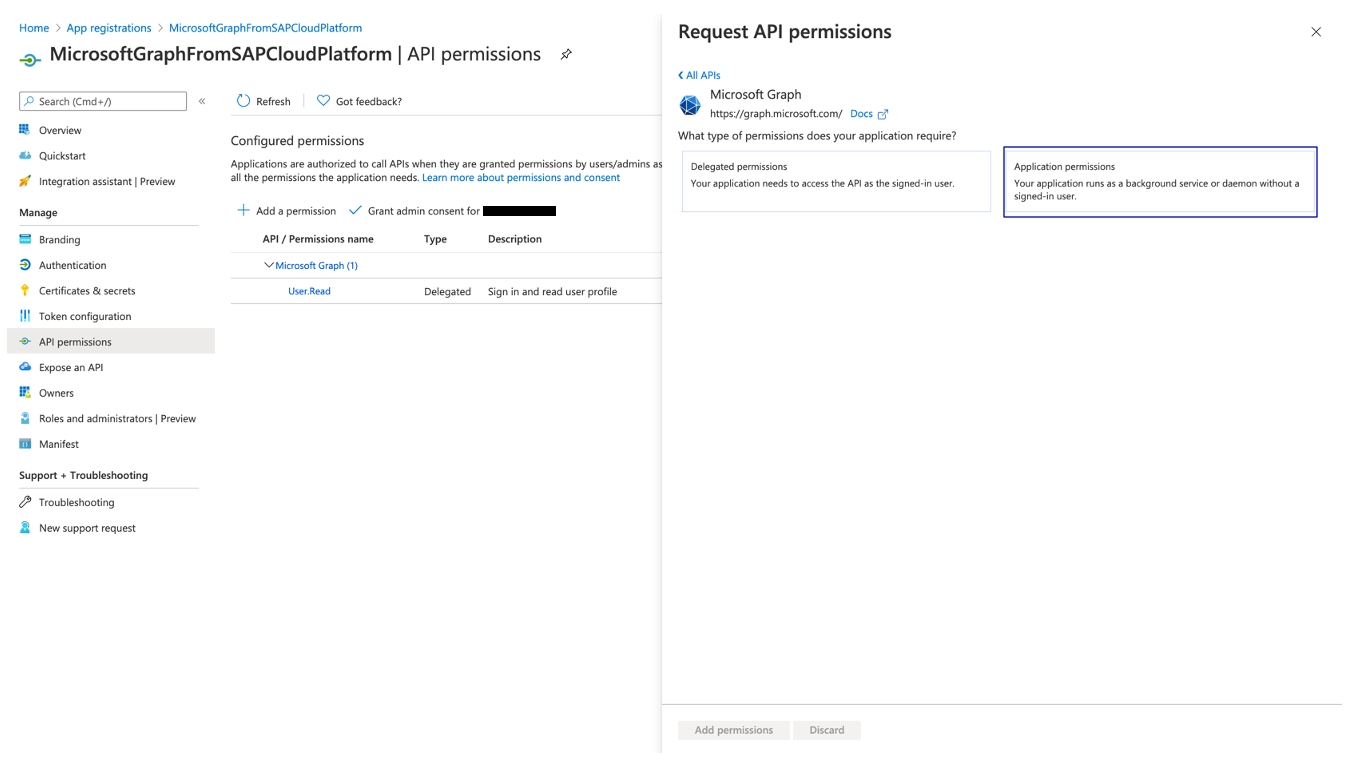 Home > App registrations > MicrosoftGraphFromSAPCloudPlatform
MicrosoftGraphFromSAPCloudPlatform | API permissions
Search (Cmd+/)
«
Overview
Quickstart
Integration assistant | Preview
Manage
Branding
Authentication
Certificates & secrets
Token configuration
API permissions
Expose an API
Owners
Roles and administrators | Preview
Manifest
Support + Troubleshooting
Troubleshooting
New support request
Refresh
Got feedback?
Configured permissions
Applications are authorized to call APIs when they are granted permissions by users/admins as
all the permissions the application needs. Learn more about permissions and consent
Add a permission
Grant admin consent for
API / Permissions name Type Description
Microsoft Graph (1)
User.Read Delegated Sign in and read user profile
Request API permissions
All APIs
Microsoft Graph
https://graph.microsoft.com/ Docs
What type of permissions does your application require?
Delegated permissions
Your application needs to access the API as the signed-in user.
Application permissions
Your application runs as a background service or daemon without a
signed-in user.
Add permissions
Discard